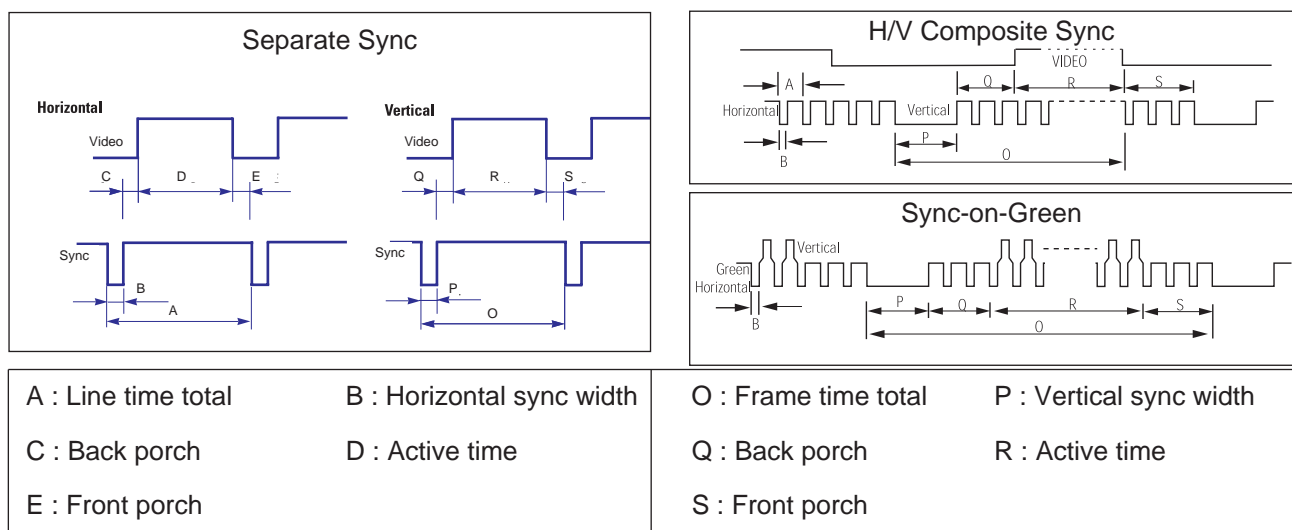 Separate Sync
Horizontal
Video
C D E
Sync
B
A
Vertical
Video
Q R S
Sync
P
O
H/V Composite Sync
VIDEO
A Q R S
Horizontal Vertical
P
B O
Sync-on-Green
Vertical
Green
Horizontal
P Q R S
B O
A : Line time total B : Horizontal sync width
C : Back porch D : Active time
E : Front porch
O : Frame time total P : Vertical sync width
Q : Back porch R : Active time
S : Front porch